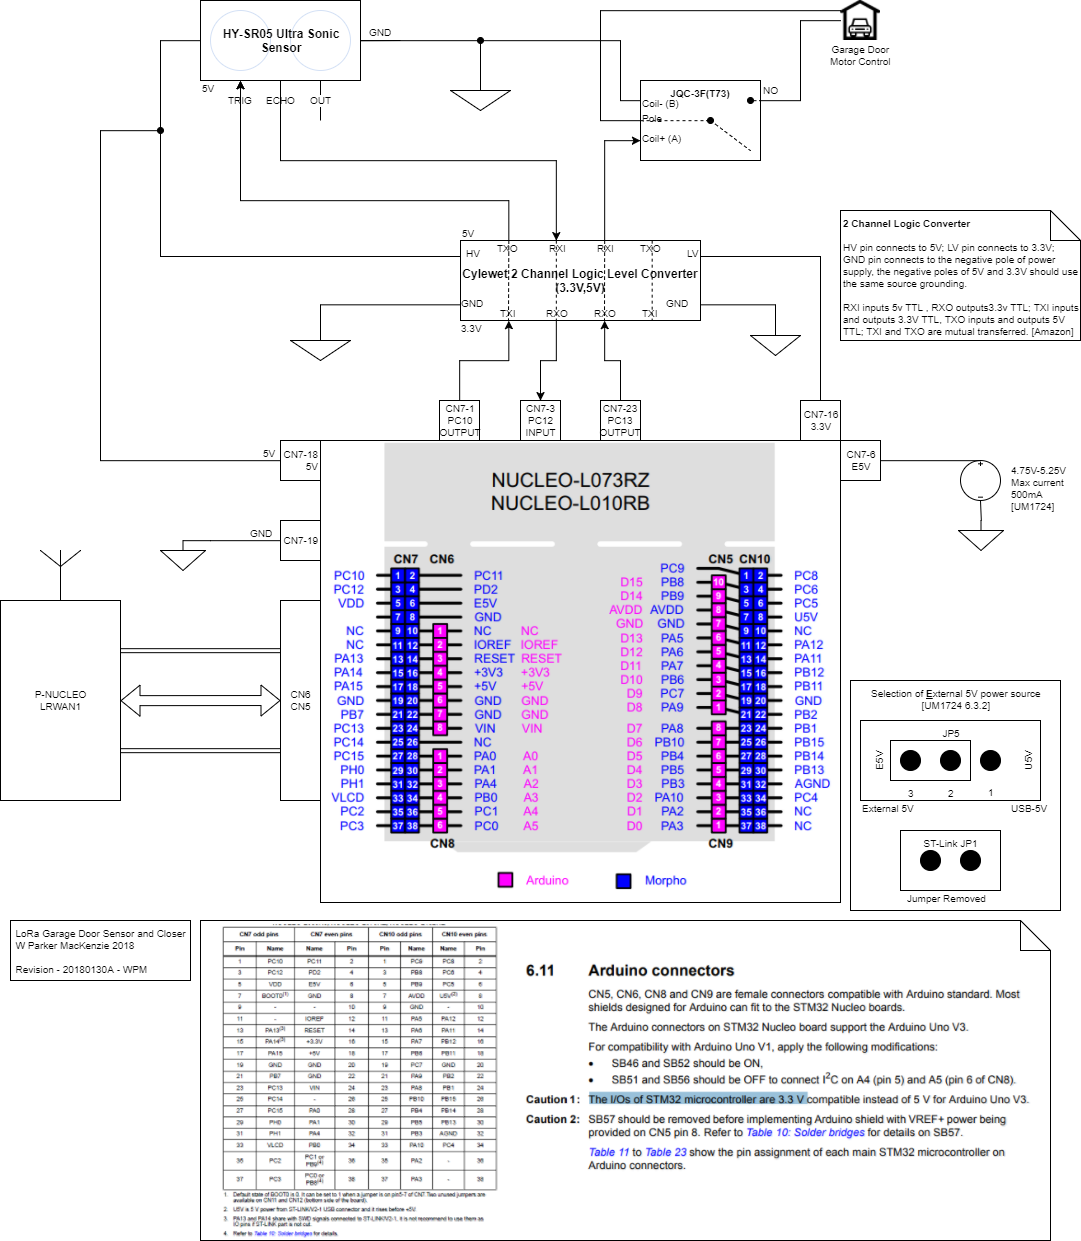 HY-SR05 Ultra Sonic
Sensor
GND
5V
TRIG
ECHO
OUT
Garage Door
Motor Control
JQC-3F(T73)
NO
Coil- (B)
Pole
Coil+ (A)
5V
HV
TXO
RXI
RXI
TXO
LV
Cylewet 2 Channel Logic Level Converter
(3.3V,5V)
GND
GND
TXI
RXO
RXO
TXI
3.3V
2 Channel Logic Converter
HV pin connects to 5V; LV pin connects to 3.3V;
GND pin connects to the negative pole of power
supply, the negative poles of 5V and 3.3V should use
the same source grounding.
RXI inputs 5v TTL , RXO outputs3.3v TTL; TXI inputs
and outputs 3.3V TTL, TXO inputs and outputs 5V
TTL; TXI and TXO are mutual transferred. [Amazon]
CN7-1
PC10
OUTPUT
CN7-3
PC12
INPUT
CN7-23
PC13
OUTPUT
CN7-16
3.3V
5V
CN7-18
5V
CN7-6
E5V
4.75V-5.25V
Max current
500mA
[UM1724]
GND
CN7-19
NUCLEO-L073RZ
NUCLEO-L010RB
CN7 CN6 CN5 CN10
PC10 1 2 PC11
PC12 3 4 PD2
VDD 5 6 E5V
7 8 GND
NC 9 10 1 NC NC
NC 11 12 2 IOREF IOREF
PA13 13 14 3 RESET RESET
PA14 15 16 4 +3V3 +3V3
PA15 17 18 5 +5V +5V
GND 19 20 6 GND GND
PB7 21 22 7 GND GND
PC13 23 24 8 VIN VIN
PC14 25 26 NC
PC15 27 28 1 PA0 A0
PH0 29 30 2 PA1 A1
PH1 31 32 3 PA4 A2
VLCD 33 34 4 PB0 A3
PC2 35 36 5 PC1 A4
PC3 37 38 6 PC0 A5
CN8
PC9 1 2 PC8
D15 PB8 10 3 4 PC6
D14 PB9 9 5 6 PC5
AVDD AVDD 8 7 8 U5V
GND GND 7 9 10 NC
D13 PA5 6 11 12 PA12
D12 PA6 5 13 14 PA11
D11 PA7 4 15 16 PB12
D10 PB6 3 17 18 PB11
D9 PC7 2 19 20 GND
D8 PA9 1 21 22 PB2
D7 PA8 8 23 24 PB1
D6 PB10 7 25 26 PB15
D5 PB4 6 27 28 PB14
D4 PB5 5 29 30 PB13
D3 PB3 4 31 32 AGND
D2 PA10 3 33 34 PC4
D1 PA2 2 35 36 NC
D0 PA3 1 37 38 NC
CN9
Arduino
Morpho
P-NUCLEO
LRWAN1
CN6
CN5
Selection of External 5V power source
[UM1724 6.3.2]
JP5
E5V
U5V
3 2 1
External 5V
USB-5V
ST-Link JP1
Jumper Removed
LoRa Garage Door Sensor and Closer
W Parker MacKenzie 2018
Revision - 20180130A - WPM
CN7 odd pins CN7 even pins CN10 odd pins CN10 even pins
Pin Name Name Pin Pin Name Name Pin
1 PC10 PC11 2 1 PC9 PC8 2
3 PC12 PD2 4 3 PB8 PC6 4
5 VDD E5V 6 5 PB9 PC5 6
7 BOOT0(1) GND 8 7 AVDD U5V(2) 8
9 - - 10 9 GND - 10
11 - IOREF 12 11 PA5 PA12 12
13 PA13(3) RESET 14 13 PA6 PA11 14
15 PA14(3) +3.3V 16 15 PA7 PB12 16
17 PA15 +5V 18 17 PB6 PB11 18
19 GND GND 20 19 PC7 GND 20
21 PB7 GND 22 21 PA9 PB2 22
23 PC13 VIN 24 23 PA8 PB1 24
25 PC14 - 26 25 PB10 PB15 26
27 PC15 PA0 28 27 PB4 PB14 28
29 PH0 PA1 30 29 PB5 PB13 30
31 PH1 PA4 32 31 PB3 AGND 32
33 VLCD PB0 34 33 PA10 PC4 34
35 PC2 PC1 or PB9(4) 36 35 PA2 - 36
37 PC3 PC0 or PB8(4) 38 37 PA3 - 38
1. Default state of BOOT0 is 0. It can be set to 1 when a jumper is on pin5-7 of CN7. Two unused jumpers are
available on CN11 and CN12 (bottom side of the board).
2. U5V is 5 V power from ST-LINK/V2-1 USB connector and it rises before +5V
3. PA13 and PA14 share with SWD signals connected to ST-LINK/V2-1, it is not recommend to use them as
IO pins if ST-LINK part is not cut.
4. Refer to Table 10: Solder bridges for details.
6.11 Arduino connectors
CN5, CN6, CN8 and CN9 are female connectors compatible with Arduino standard. Most
shields designed for Arduino can fit to the STM32 Nucleo boards.
The Arduino connectors on STM32 Nucleo board support the Arduino Uno V3.
For compatibility with Arduino Uno V1, apply the following modifications:
• SB46 and SB52 should be ON,
• SB51 and SB56 should be OFF to connect I2C on A4 (pin 5) and A5 (pin 6 of CN8).
Caution 1: The I/Os of STM32 microcontroller are 3.3 V compatible instead of 5 V for Arduino Uno V3.
Caution 2: SB57 should be removed before implementing Arduino shield with VREF+ power being
provided on CN5 pin 8. Refer to Table 10: Solder bridges for details on SB57.
Table 11 to Table 23 show the pin assignment of each main STM32 microcontroller on
Arduino connectors.